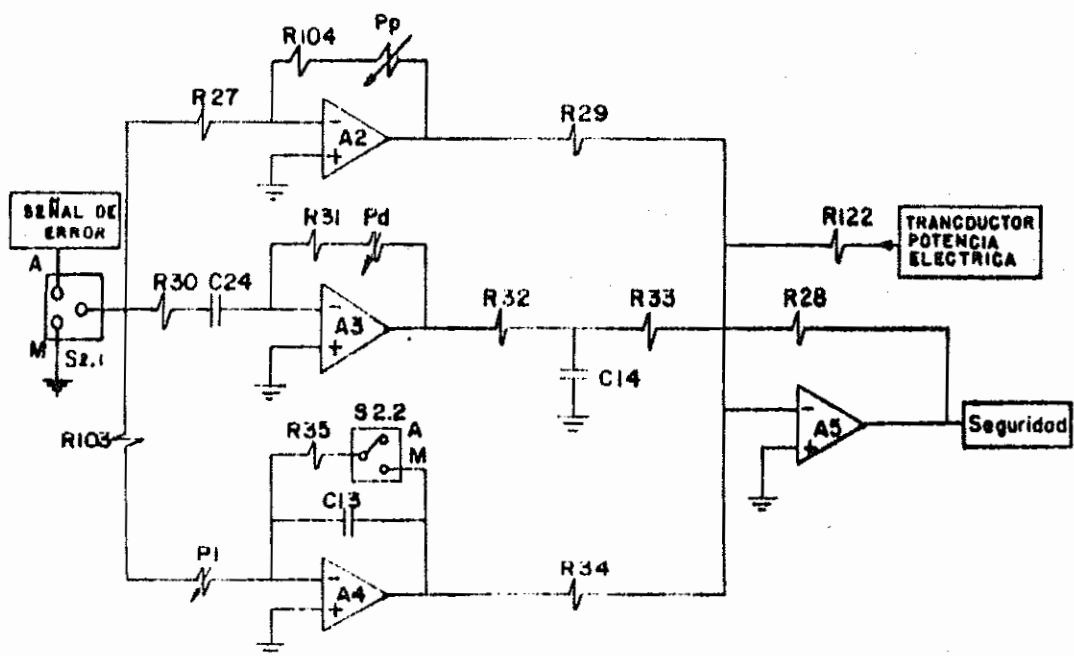 R104
Pp
R27
A2
R29
SEÑAL DE
ERROR
A
M
S2.1
R30
C24
R31
Pd
A3
R32
R33
C14
R122
TRANCDUCTOR
POTENCIA
ELECTRICA
R28
A5
Seguridad
R103
R35
S2.2
A
M
C13
P1
A4
R34